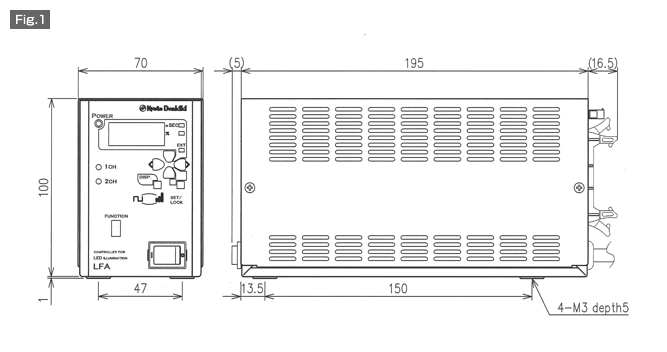 Fig.1
70
(5)
195
(16.5)
Kyoto Denkiki
POWER
SEC
%
EXT
1CH
2CH
DISP.
SET/
LOCK
FUNCTION
CONTROLLER FOR
LED ILLUMINATION
LFA
100
1
47
13.5
150
4-M3 depth5